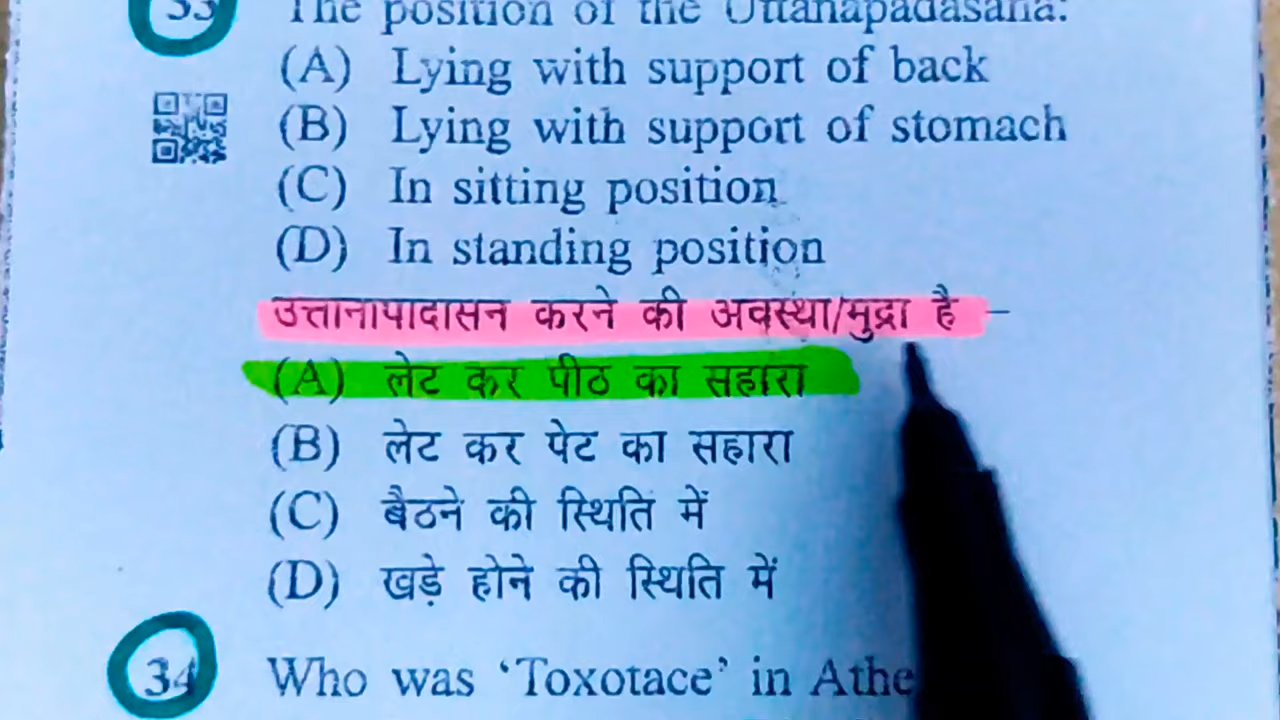 33 The position of the Uttanapadasana:
(A) Lying with support of back
(B) Lying with support of stomach
(C) In sitting position
(D) In standing position
उत्तानापादासन करने की अवस्था/मुद्रा है –
(A) लेट कर पीठ का सहारा
(B) लेट कर पेट का सहारा
(C) बैठने की स्थिति में
(D) खड़े होने की स्थिति में
34 Who was ‘Toxotace’ in Athe